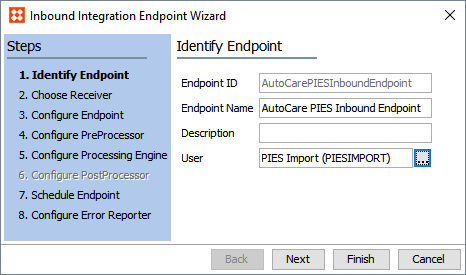 Inbound Integration Endpoint Wizard
Steps
1. Identify Endpoint
2. Choose Receiver
3. Configure Endpoint
4. Configure PreProcessor
5. Configure Processing Engine
6. Configure PostProcessor
7. Schedule Endpoint
8. Configure Error Reporter
Identify Endpoint
Endpoint ID AutoCarePIESInboundEndpoint
Endpoint Name AutoCare PIES Inbound Endpoint
Description
User PIES Import (PIESIMPORT) ...
Back Next Finish Cancel